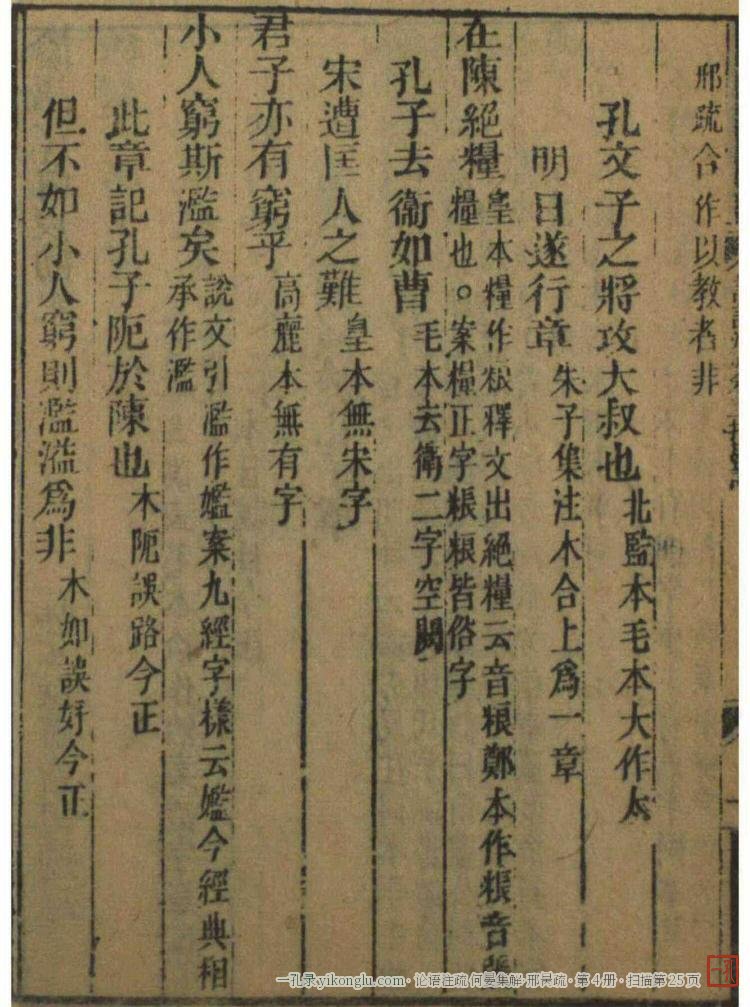 邢疏合作以教者非
孔文子之將攻大叔也北監本毛本大作太
明日遂行章朱子集注本合上爲一章
在陳絕糧皇本糧作粮釋文出絕糧云音粮鄭本作粻音張
糧也。案糧正字粻粮皆俗字
孔子去衞如曹毛本去衞二字空闕
宋遭匡人之難皇本無宋字
君子亦有窮乎高麗本無有字
小人窮斯濫矣說文引濫作㜮案九經字樣云㜮今經典相
承作濫
此章記孔子阨於陳也本阨誤路今正
但不如小人窮則濫溢爲非本如誤好今正
一孔录yikonglu.com·论语注疏.何晏集解.邢昺疏·第4册·扫描第25页